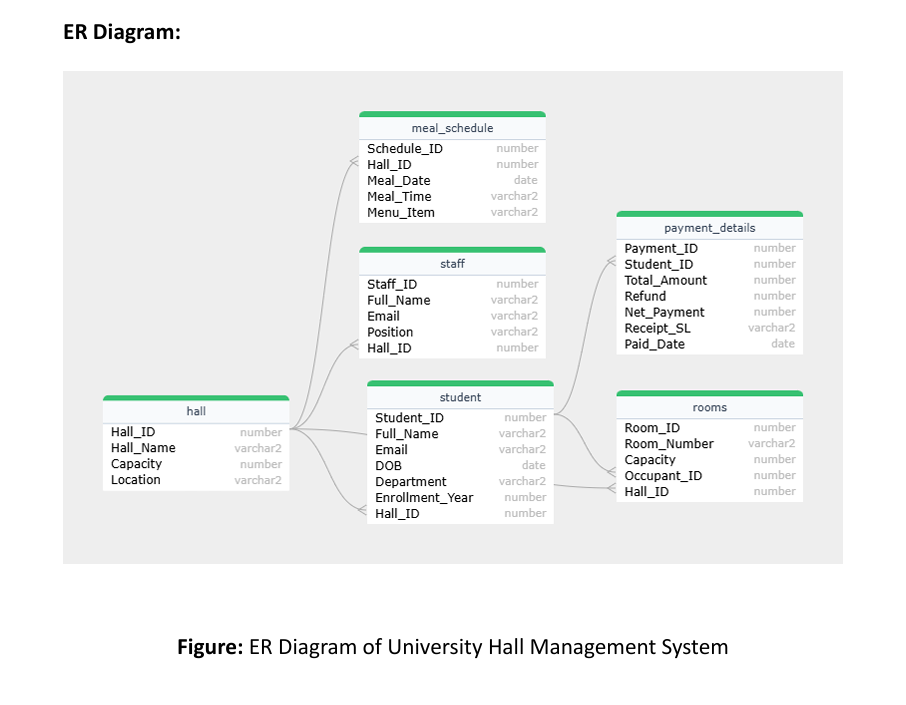 ER Diagram:
meal_schedule
Schedule_ID number
Hall_ID number
Meal_Date date
Meal_Time varchar2
Menu_Item varchar2
staff
Staff_ID number
Full_Name varchar2
Email varchar2
Position varchar2
Hall_ID number
hall
Hall_ID number
Hall_Name varchar2
Capacity number
Location varchar2
student
Student_ID number
Full_Name varchar2
Email varchar2
DOB date
Department varchar2
Enrollment_Year number
Hall_ID number
payment_details
Payment_ID number
Student_ID number
Total_Amount number
Refund number
Net_Payment number
Receipt_SL varchar2
Paid_Date date
rooms
Room_ID number
Room_Number varchar2
Capacity number
Occupant_ID number
Hall_ID number
Figure: ER Diagram of University Hall Management System